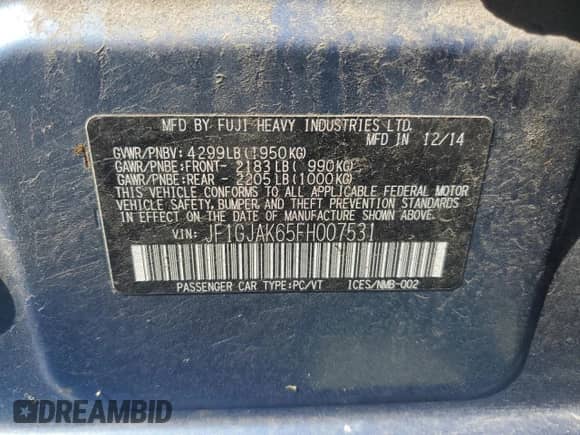 MFD BY FUJI HEAVY INDUSTRIES LTD.
MFD IN 12/14
GVWR/PNBV: 4299LB(1950KG)
GAWR/PNBE:FRONT- 2183LB( 990KG)
GAWR/PNBE:REAR - 2205LB(1000KG)
THIS VEHICLE CONFORMS TO ALL APPLICABLE FEDERAL MOTOR
VEHICLE SAFETY, BUMPER, AND THEFT PREVENTION STANDARDS
IN EFFECT ON THE DATE OF MANUFACTURE SHOWN ABOVE.
VIN: JF1GJAK65FH007531
PASSENGER CAR TYPE:PC/VT ICES/NMB-002
DREAMBID